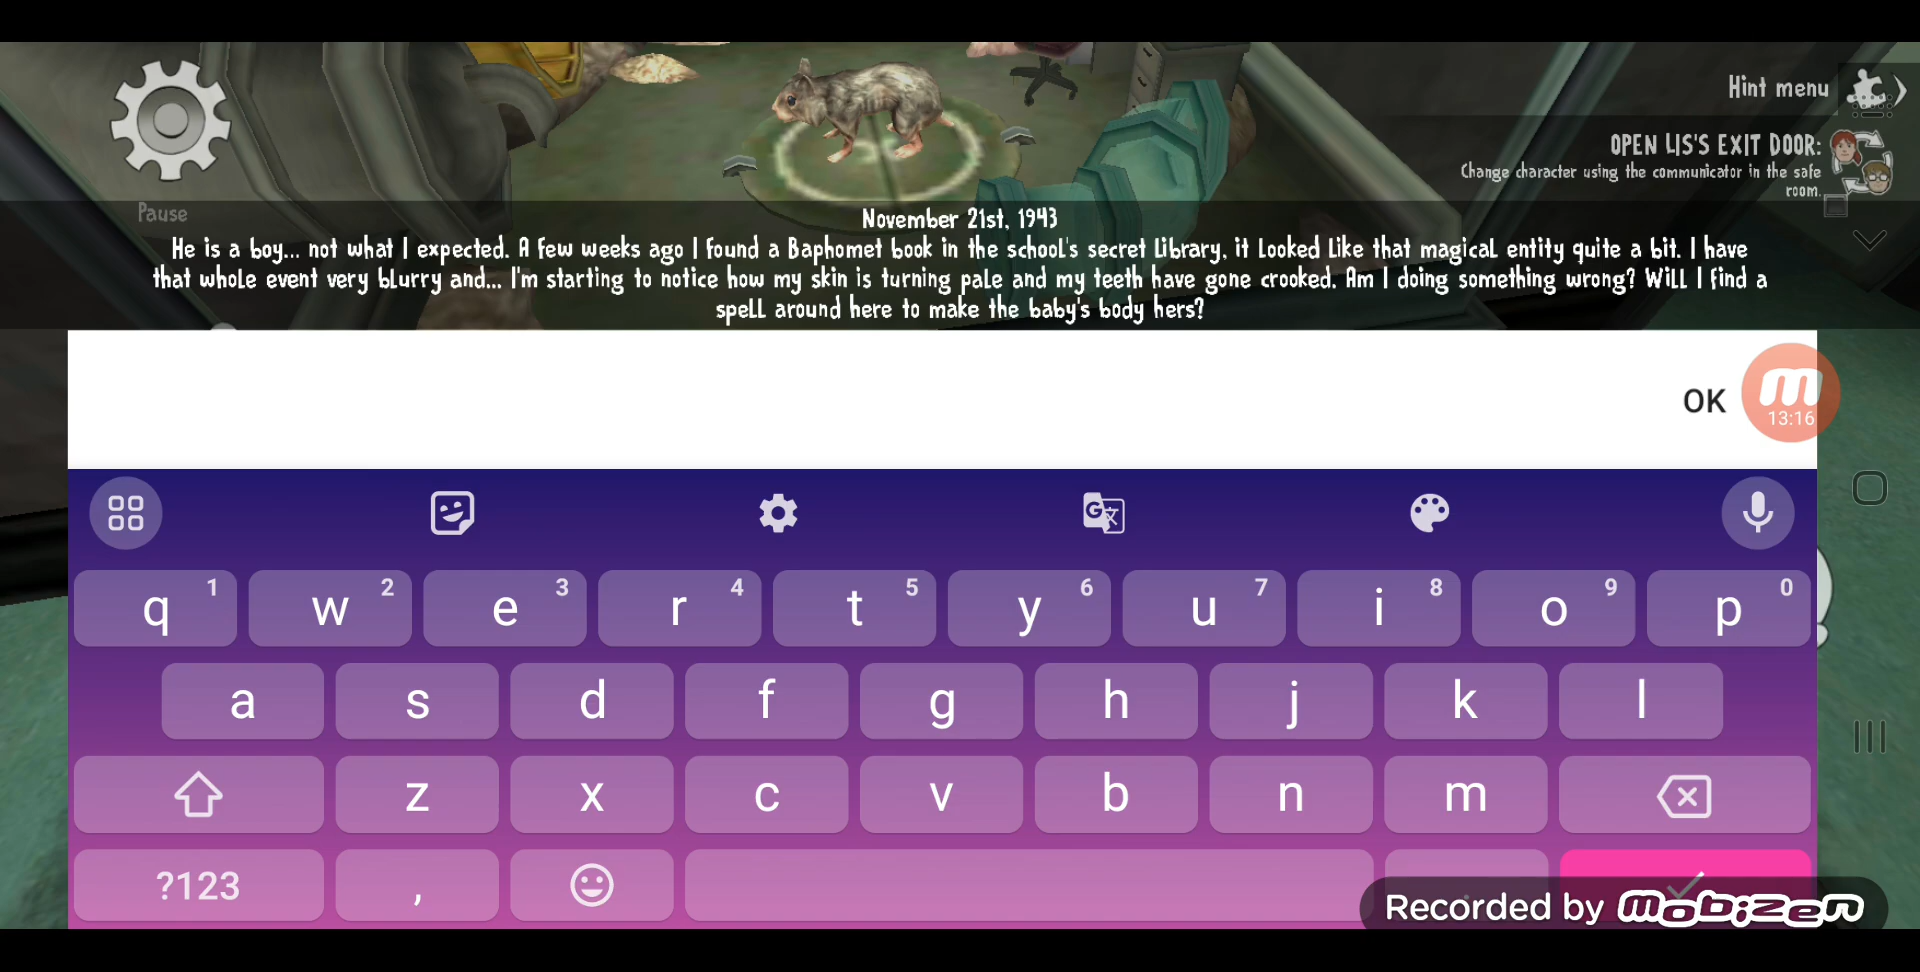 Hint menu
OPEN LIS'S EXIT DOOR:
Change character using the communicator in the safe
room.
Pause
November 21st, 1943
He is a boy... not what I expected. A few weeks ago I found a Baphomet book in the school's secret library, it looked like that magical entity quite a bit. I have
that whole event very blurry and... I'm starting to notice how my skin is turning pale and my teeth have gone crooked. Am I doing something wrong? Will I find a
spell around here to make the baby's body hers?
OK
13:16
q 1 w 2 e 3 r 4 t 5 y 6 u 7 i 8 o 9 p 0
a s d f g h j k l
z x c v b n m
?123 ,
Recorded by mobizen